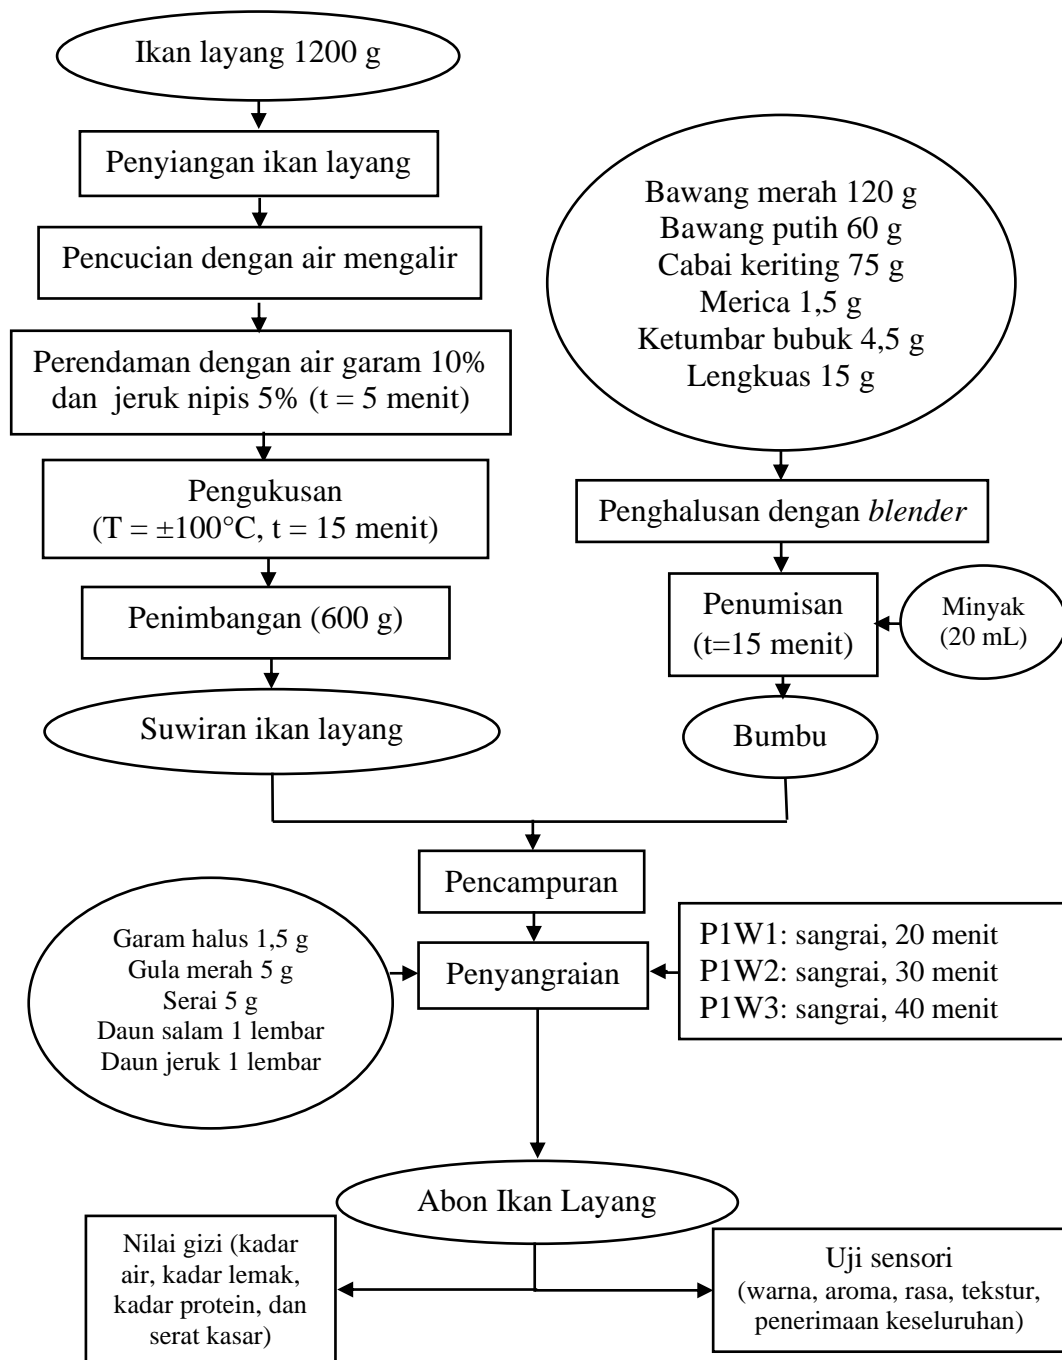 Ikan layang 1200 g
Penyiangan ikan layang
Pencucian dengan air mengalir
Perendaman dengan air garam 10%
dan jeruk nipis 5% (t = 5 menit)
Pengukusan
(T = ±100°C, t = 15 menit)
Penimbangan (600 g)
Suwiran ikan layang
Bawang merah 120 g
Bawang putih 60 g
Cabai keriting 75 g
Merica 1,5 g
Ketumbar bubuk 4,5 g
Lengkuas 15 g
Penghalusan dengan blender
Penumisan
(t=15 menit)
Minyak
(20 mL)
Bumbu
Pencampuran
Garam halus 1,5 g
Gula merah 5 g
Serai 5 g
Daun salam 1 lembar
Daun jeruk 1 lembar
Penyangraian
P1W1: sangrai, 20 menit
P1W2: sangrai, 30 menit
P1W3: sangrai, 40 menit
Abon Ikan Layang
Nilai gizi (kadar
air, kadar lemak,
kadar protein, dan
serat kasar)
Uji sensori
(warna, aroma, rasa, tekstur,
penerimaan keseluruhan)